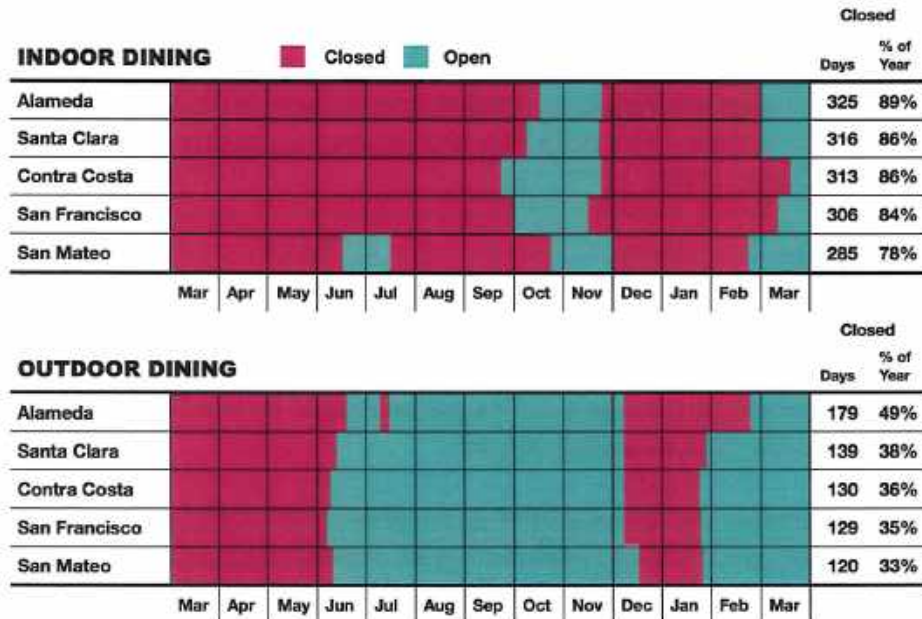 Closed
INDOOR DINING Closed Open Days % of Year
Alameda 325 89%
Santa Clara 316 86%
Contra Costa 313 86%
San Francisco 306 84%
San Mateo 285 78%
Mar Apr May Jun Jul Aug Sep Oct Nov Dec Jan Feb Mar
Closed
OUTDOOR DINING Days % of Year
Alameda 179 49%
Santa Clara 139 38%
Contra Costa 130 36%
San Francisco 129 35%
San Mateo 120 33%
Mar Apr May Jun Jul Aug Sep Oct Nov Dec Jan Feb Mar